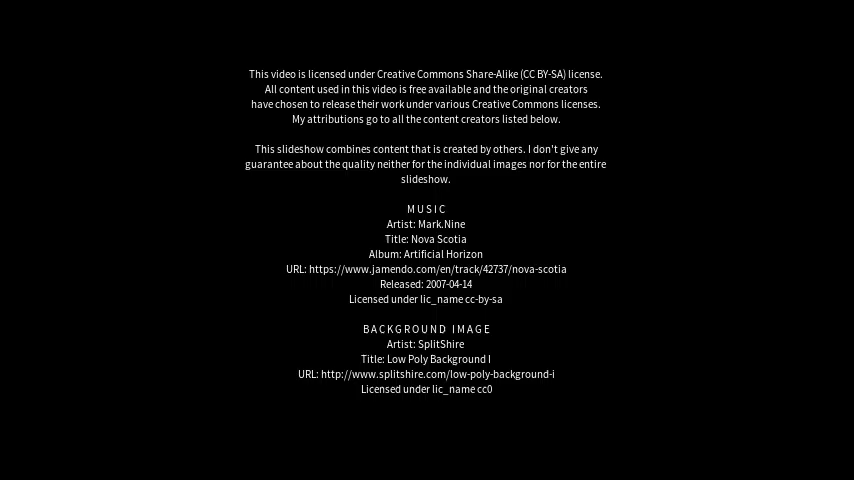 This video is licensed under Creative Commons Share-Alike (CC BY-SA) license.
All content used in this video is free available and the original creators
have chosen to release their work under various Creative Commons licenses.
My attributions go to all the content creators listed below.
This slideshow combines content that is created by others. I don't give any
guarantee about the quality neither for the individual images nor for the entire
slideshow.
MUSIC
Artist: Mark.Nine
Title: Nova Scotia
Album: Artificial Horizon
URL: https://www.jamendo.com/en/track/42737/nova-scotia
Released: 2007-04-14
Licensed under lic_name cc-by-sa
BACKGROUND IMAGE
Artist: SplitShire
Title: Low Poly Background I
URL: http://www.splitshire.com/low-poly-background-i
Licensed under lic_name cc0